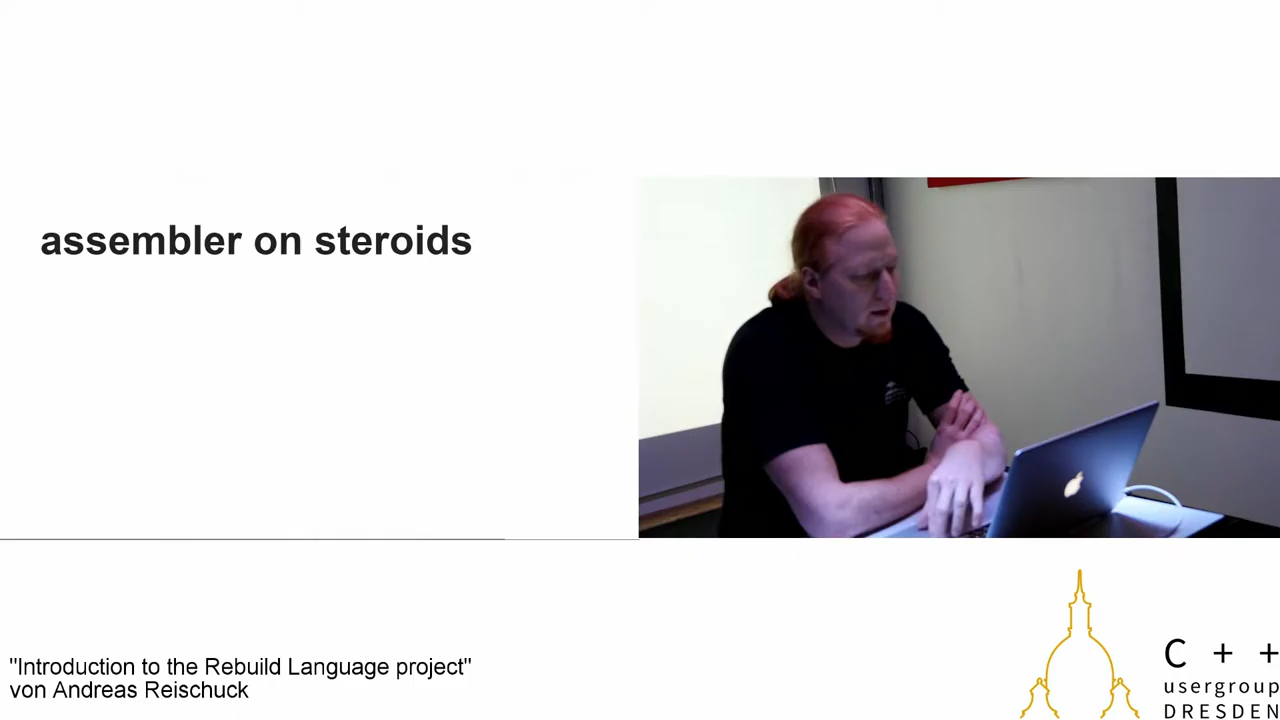 assembler on steroids
"Introduction to the Rebuild Language project"
von Andreas Reischuck
C + +
usergroup
DRESDEN